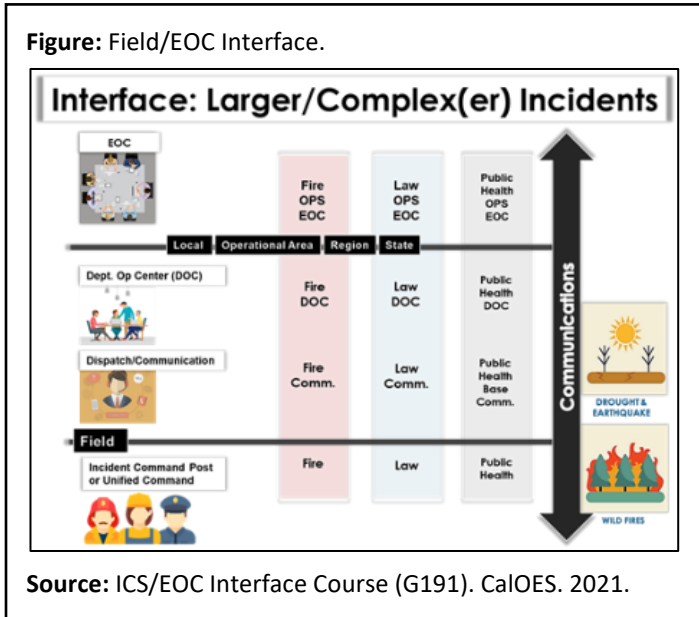 Figure: Field/EOC Interface.
Interface: Larger/Complex(er) Incidents
EOC
Fire
OPS
EOC
Law
OPS
EOC
Public
Health
OPS
EOC
Local
Operational Area
Region
State
Dept. Op Center (DOC)
Fire
DOC
Law
DOC
Public
Health
DOC
Dispatch/Communication
Fire
Comm.
Law
Comm.
Public
Health
Base
Comm.
Communications
DROUGHT &
EARTHQUAKE
Field
Incident Command Post
or Unified Command
Fire
Law
Public
Health
WILD FIRES
Source: ICS/EOC Interface Course (G191). CalOES. 2021.